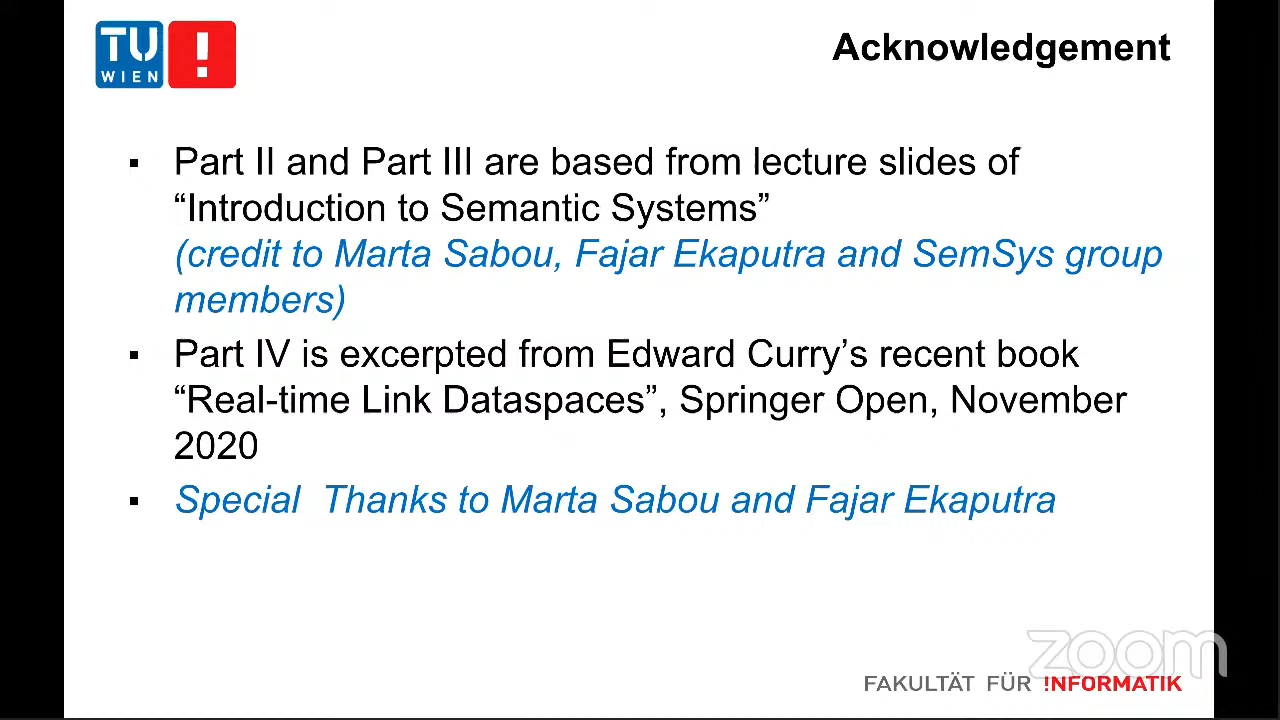 TU
WIEN
!
Acknowledgement
▪ Part II and Part III are based from lecture slides of
“Introduction to Semantic Systems”
(credit to Marta Sabou, Fajar Ekaputra and SemSys group
members)
▪ Part IV is excerpted from Edward Curry’s recent book
“Real-time Link Dataspaces”, Springer Open, November
2020
▪ Special  Thanks to Marta Sabou and Fajar Ekaputra
zoom
FAKULTÄT FÜR !NFORMATIK